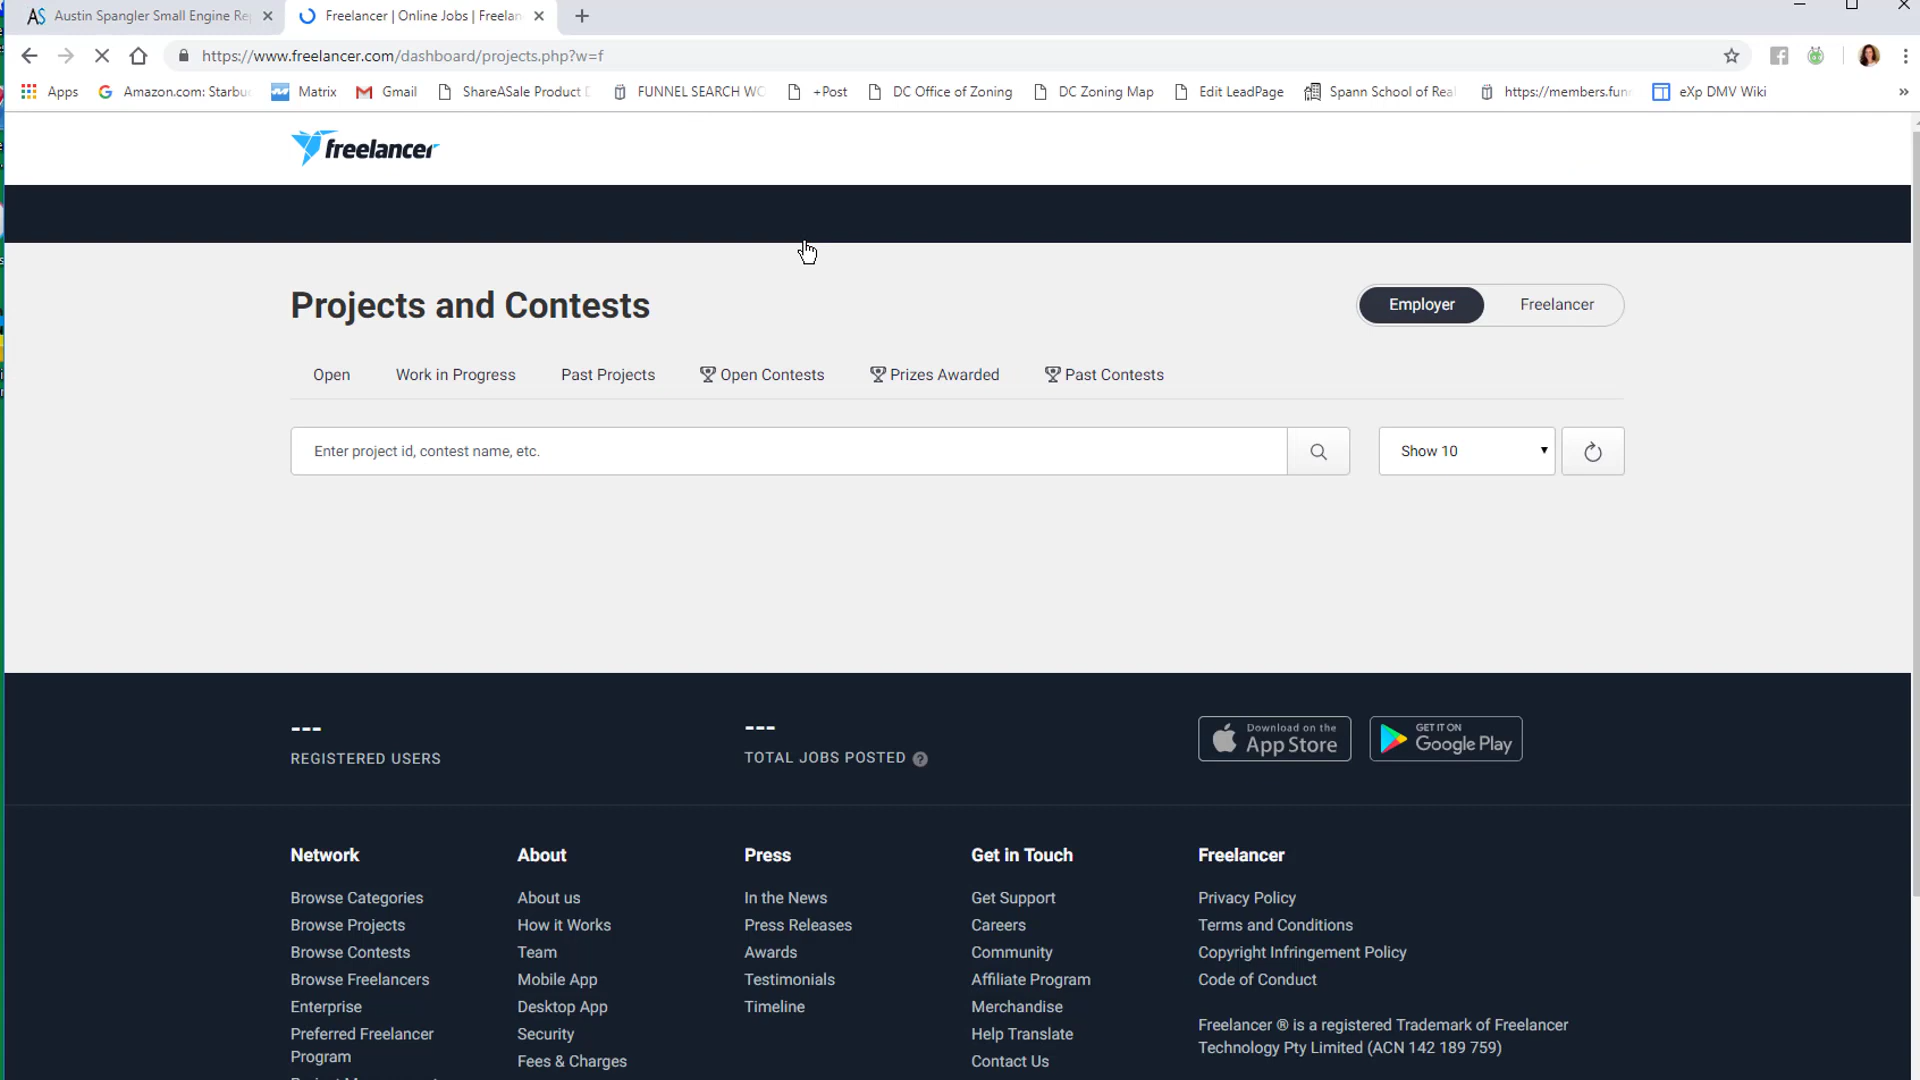 Austin Spangler Small Engine Re
Freelancer | Online Jobs | Freelan
https://www.freelancer.com/dashboard/projects.php?w=f
Apps
Amazon.com: Starbu
Matrix
Gmail
ShareASale Product
FUNNEL SEARCH WO
+Post
DC Office of Zoning
DC Zoning Map
Edit LeadPage
Spann School of Real
https://members.fun
eXp DMV Wiki
»
freelancer
Projects and Contests
Employer
Freelancer
Open
Work in Progress
Past Projects
Open Contests
Prizes Awarded
Past Contests
Enter project id, contest name, etc.
Show 10
---
REGISTERED USERS
---
TOTAL JOBS POSTED ?
Download on the
App Store
GET IT ON
Google Play
Network
Browse Categories
Browse Projects
Browse Contests
Browse Freelancers
Enterprise
Preferred Freelancer
Program
About
About us
How it Works
Team
Mobile App
Desktop App
Security
Fees & Charges
Press
In the News
Press Releases
Awards
Testimonials
Timeline
Get in Touch
Get Support
Careers
Community
Affiliate Program
Merchandise
Help Translate
Contact Us
Freelancer
Privacy Policy
Terms and Conditions
Copyright Infringement Policy
Code of Conduct
Freelancer ® is a registered Trademark of Freelancer
Technology Pty Limited (ACN 142 189 759)